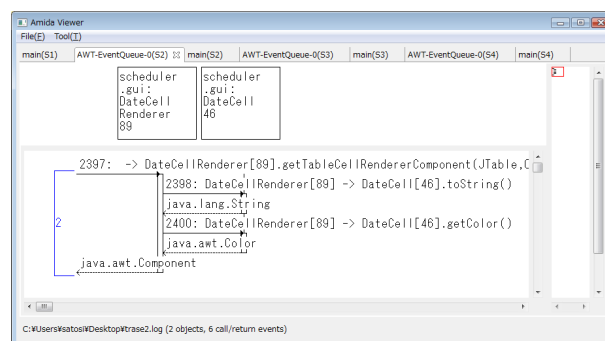 Amida Viewer
File(F) Tool(T)
main(S1) AWT-EventQueue-0(S2) main(S2) AWT-EventQueue-0(S3) main(S3) AWT-EventQueue-0(S4) main(S4)
scheduler
.gui:
DateCell
Renderer
89
scheduler
.gui:
DateCell
46
2397: -> DateCellRenderer[89].getTableCellRendererComponent(JTable,O
2398: DateCellRenderer[89] -> DateCell[46].toString()
java.lang.String
2
2400: DateCellRenderer[89] -> DateCell[46].getColor()
java.awt.Color
java.awt.Component
C:¥Users¥satosi¥Desktop¥trase2.log (2 objects, 6 call/return events)